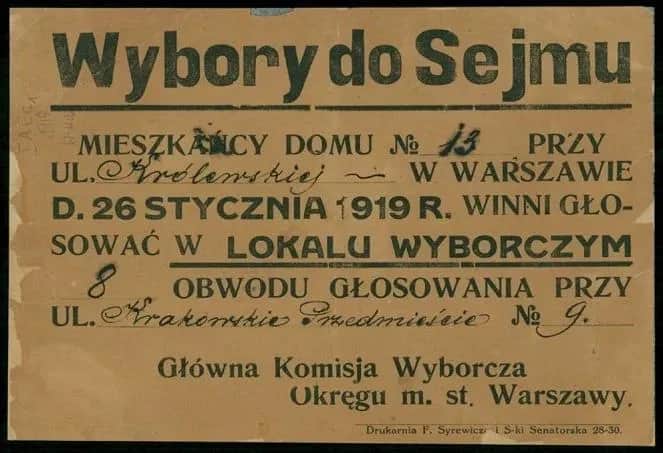 Wybory do Sejmu
MIESZKAŃCY DOMU № 13 PRZY
UL. Królewskiej — W WARSZAWIE
D. 26 STYCZNIA 1919 R. WINNI GŁO-
SOWAĆ W LOKALU WYBORCZYM
8 OBWODU GŁOSOWANIA PRZY
UL. Krakowskie Przedmieście № 9.
Główna Komisja Wyborcza
Okręgu m. st. Warszawy.
Drukarnia F. Syrewicz i S-ki Senatorska 28-30.